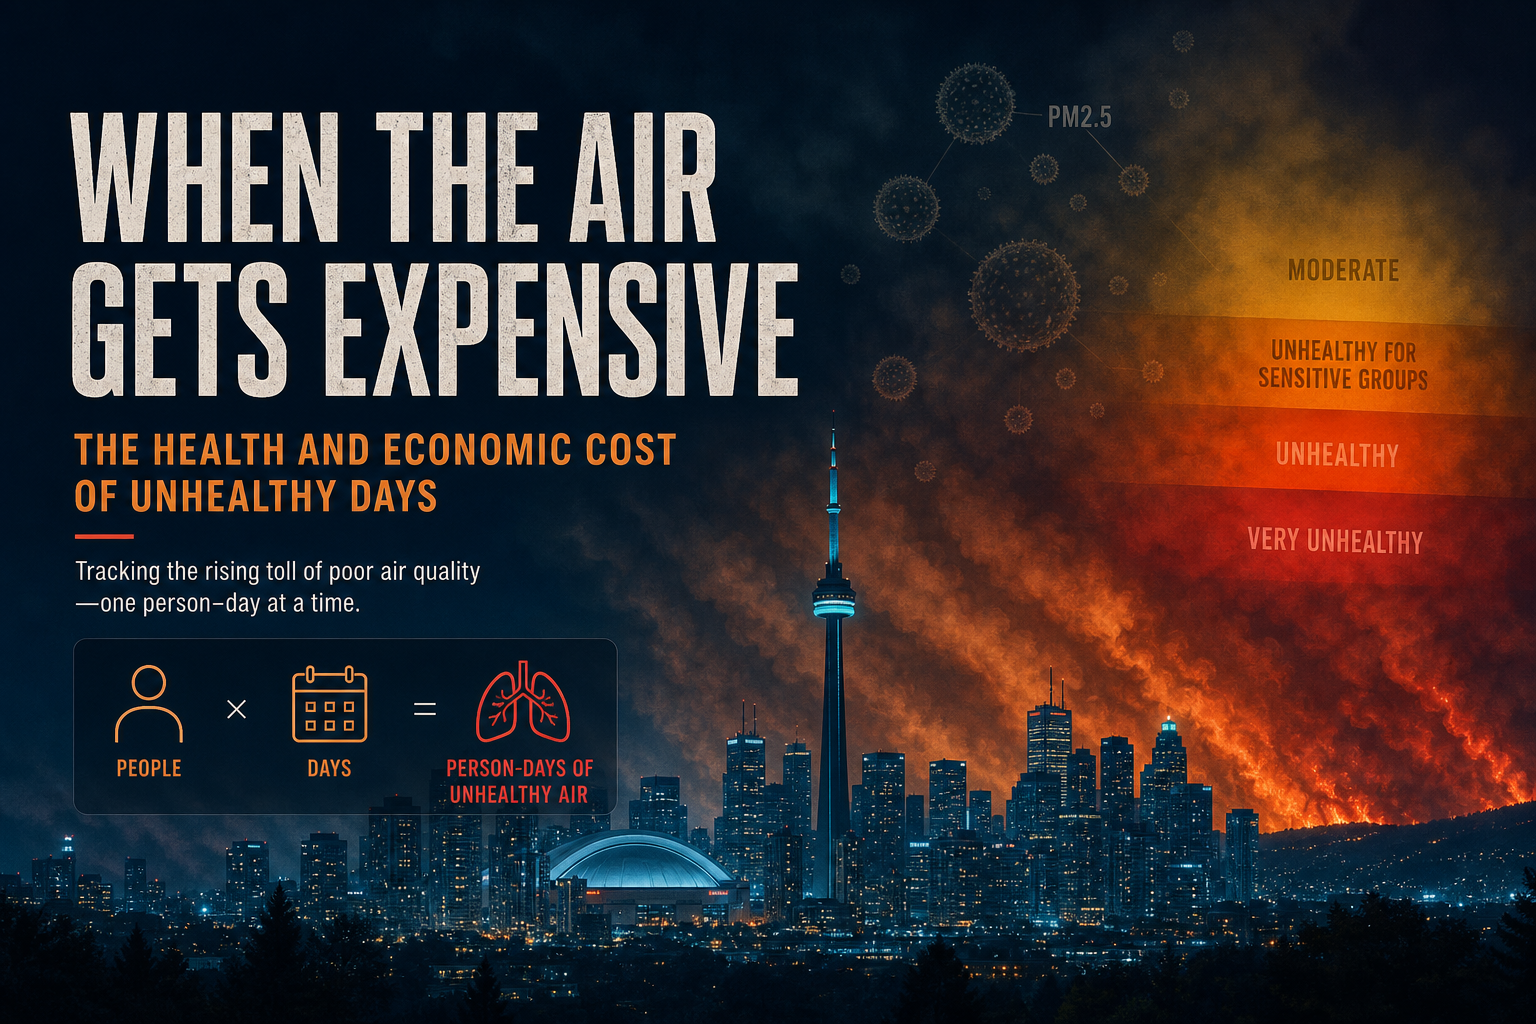 WHEN THE AIR
GETS EXPENSIVE
THE HEALTH AND ECONOMIC COST
OF UNHEALTHY DAYS
Tracking the rising toll of poor air quality
—one person–day at a time.
PEOPLE
×
DAYS
=
PERSON-DAYS OF
UNHEALTHY AIR
PM2.5
MODERATE
UNHEALTHY FOR
SENSITIVE GROUPS
UNHEALTHY
VERY UNHEALTHY